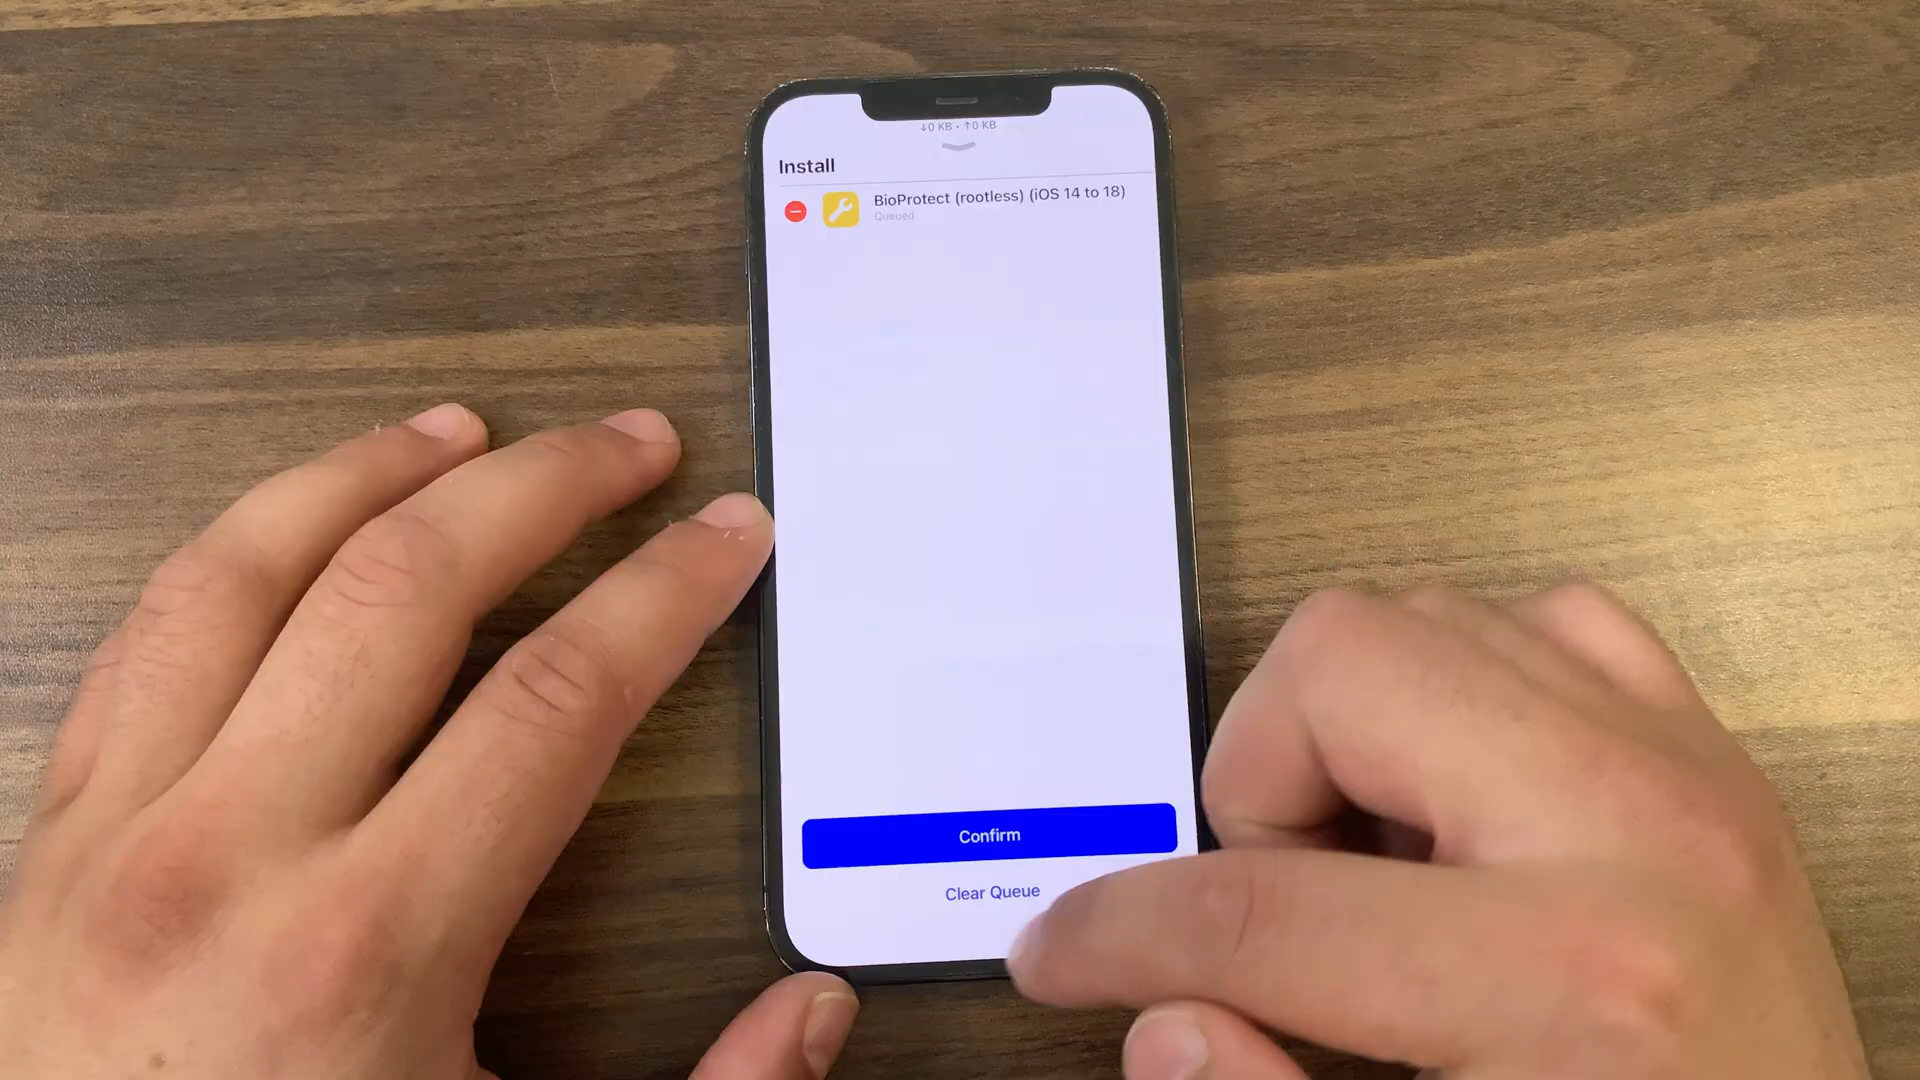 ↓0 KB • ↑0 KB
Install
BioProtect (rootless) (iOS 14 to 18)
Queued
Confirm
Clear Queue